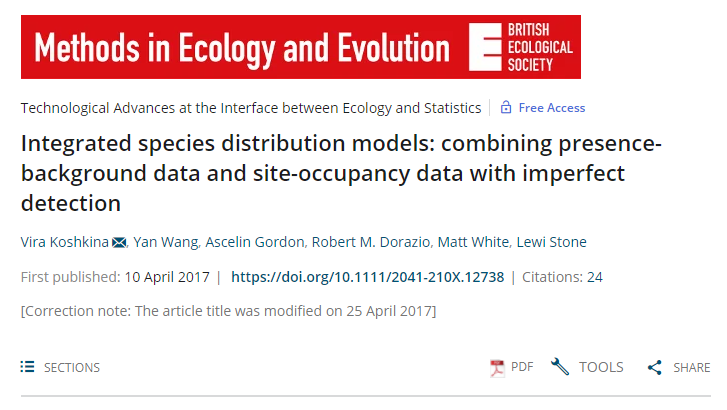 Methods in Ecology and Evolution
BRITISH
ECOLOGICAL
SOCIETY
Technological Advances at the Interface between Ecology and Statistics | Free Access
Integrated species distribution models: combining presence-
background data and site-occupancy data with imperfect
detection
Vira Koshkina, Yan Wang, Ascelin Gordon, Robert M. Dorazio, Matt White, Lewi Stone
First published: 10 April 2017 | https://doi.org/10.1111/2041-210X.12738 | Citations: 24
[Correction note: The article title was modified on 25 April 2017]
SECTIONS PDF TOOLS SHARE